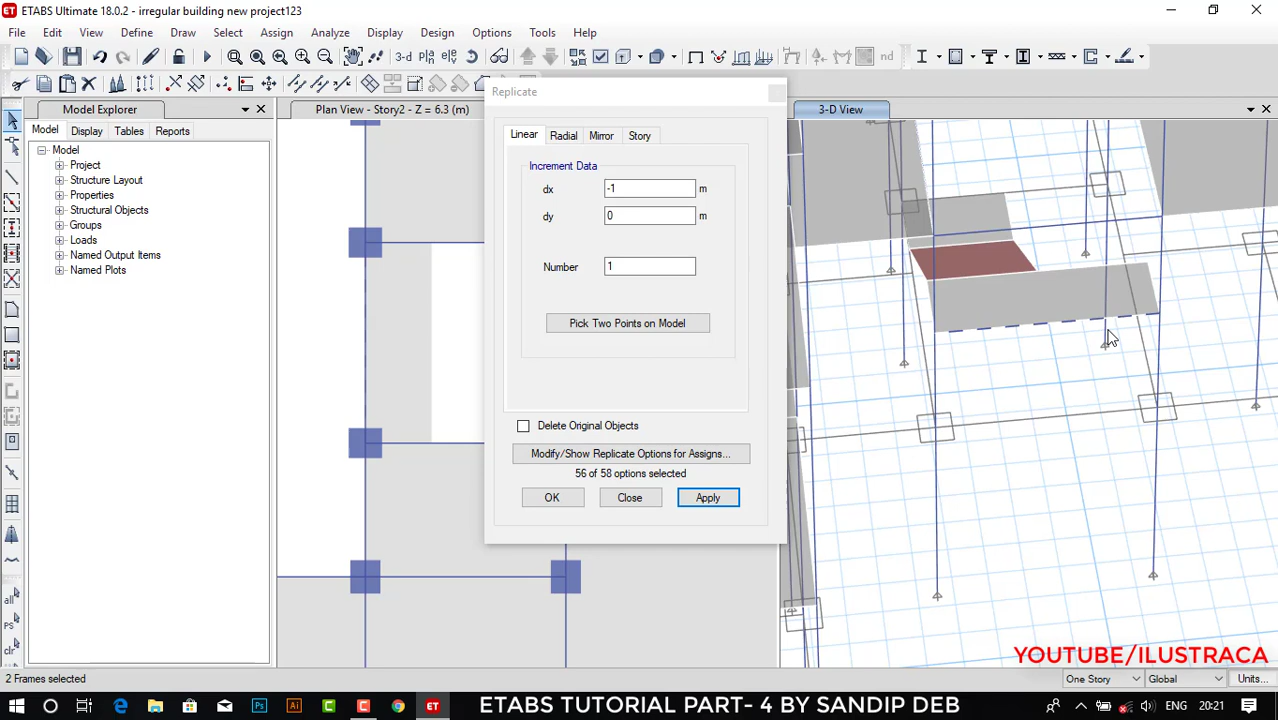 ETABS Ultimate 18.0.2 - irregular building new project123
File Edit View Define Draw Select Assign Analyze Display Design Options Tools Help
3-d
nd
Model Explorer
Plan View - Story2 - Z = 6.3 (m)
Replicate
3-D View
Model Display Tables Reports
Model
Project
Structure Layout
Properties
Structural Objects
Groups
Loads
Named Output Items
Named Plots
Linear Radial Mirror Story
Increment Data
dx -1 m
dy 0 m
Number 1
Pick Two Points on Model
Delete Original Objects
Modify/Show Replicate Options for Assigns...
56 of 58 options selected
OK Close Apply
all
PS
clr
YOUTUBE/ILUSTRACA
2 Frames selected
One Story Global Units...
ETABS TUTORIAL PART- 4 BY SANDIP DEB
ENG 20:21